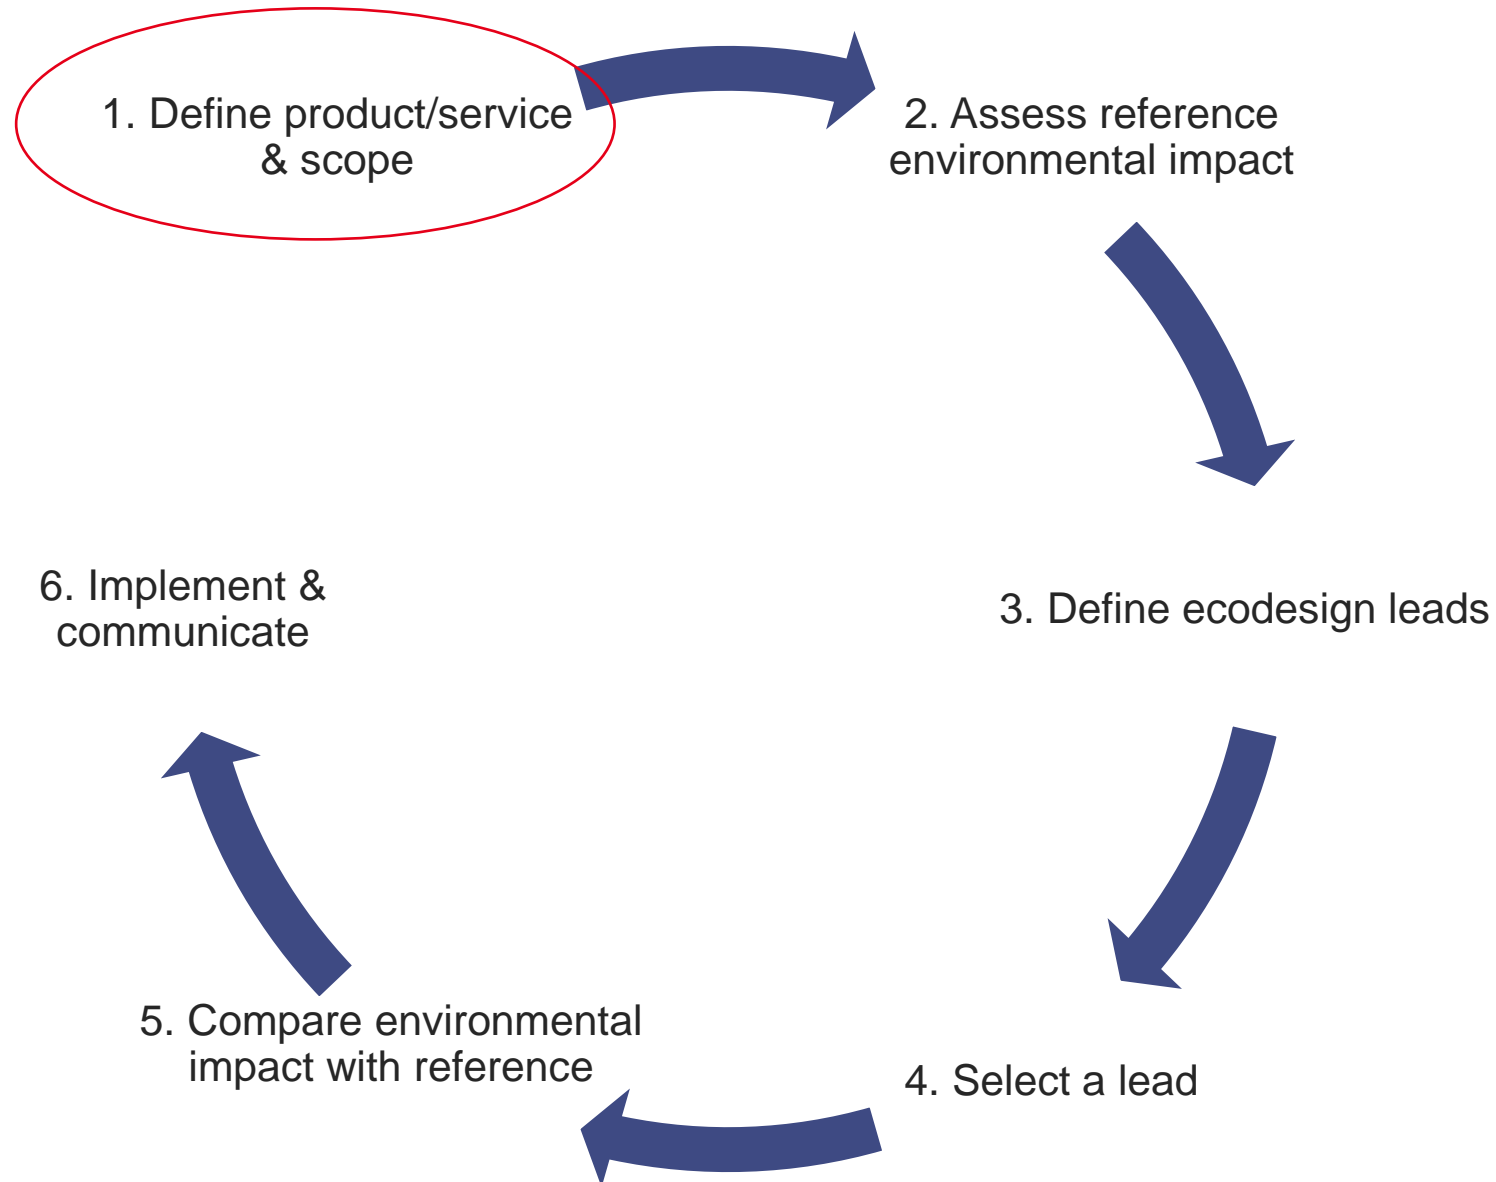 1. Define product/service
& scope
2. Assess reference
environmental impact
3. Define ecodesign leads
4. Select a lead
5. Compare environmental
impact with reference
6. Implement &
communicate